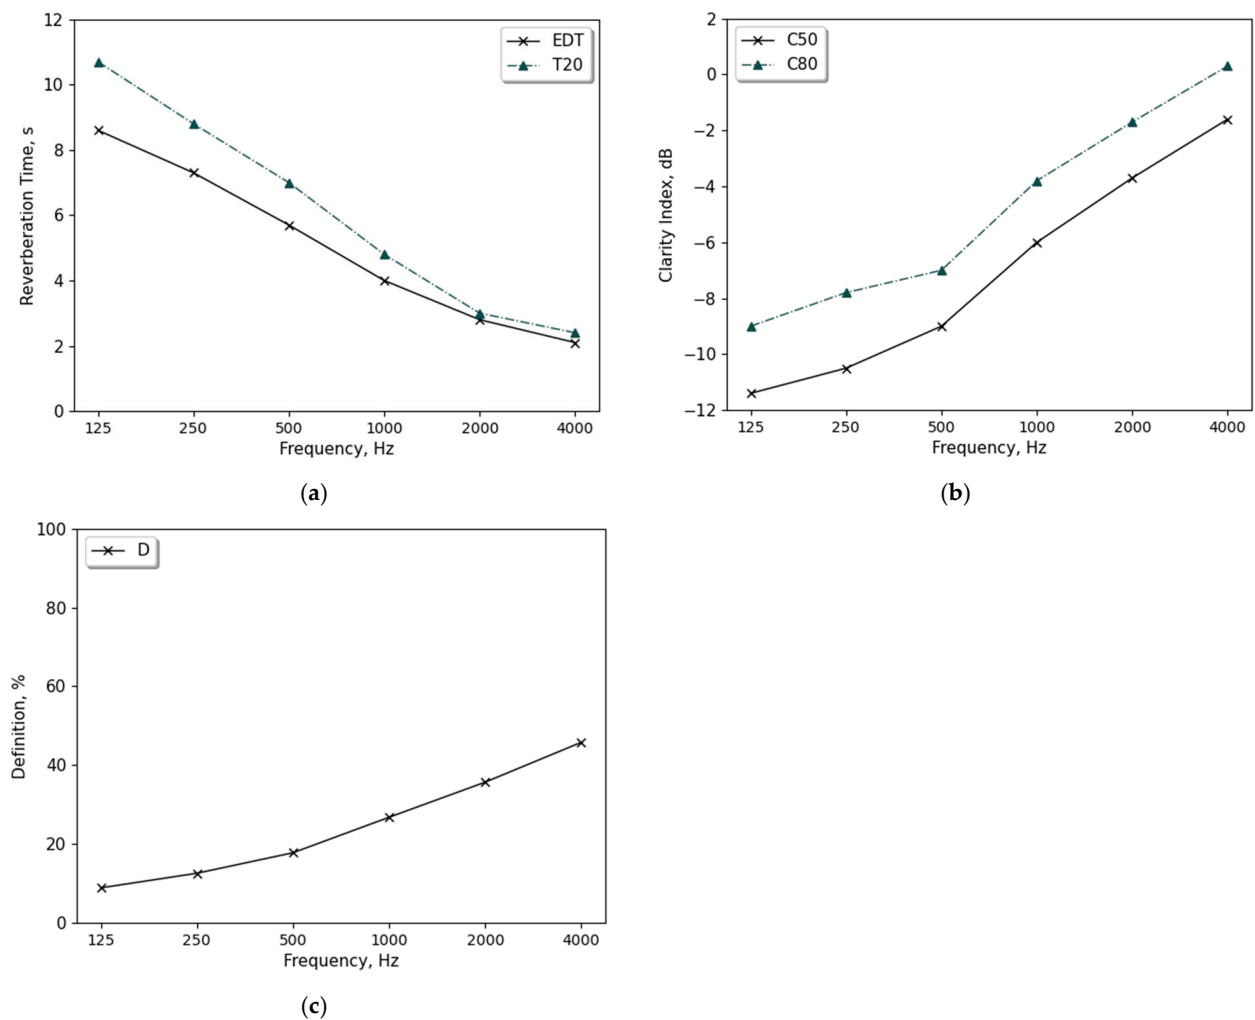 12
10
8
6
4
2
0
Reverberation Time, s
EDT
T20
125 250 500 1000 2000 4000
Frequency, Hz
(a)
2
0
−2
−4
−6
−8
−10
−12
Clarity Index, dB
C50
C80
125 250 500 1000 2000 4000
Frequency, Hz
(b)
100
80
60
40
20
0
Definition, %
D
125 250 500 1000 2000 4000
Frequency, Hz
(c)